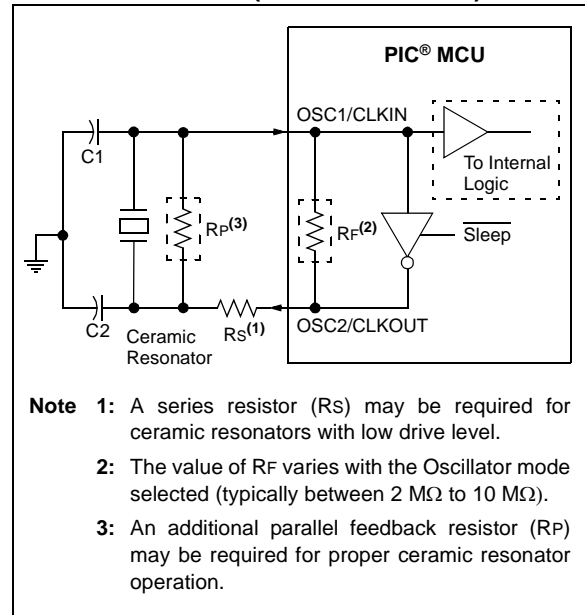 PIC® MCU
OSC1/CLKIN
C1
To Internal
Logic
RP(3)
RF(2)
Sleep
C2
Ceramic
Resonator
RS(1)
OSC2/CLKOUT
Note 1: A series resistor (RS) may be required for
ceramic resonators with low drive level.
2: The value of RF varies with the Oscillator mode
selected (typically between 2 MΩ to 10 MΩ).
3: An additional parallel feedback resistor (RP)
may be required for proper ceramic resonator
operation.